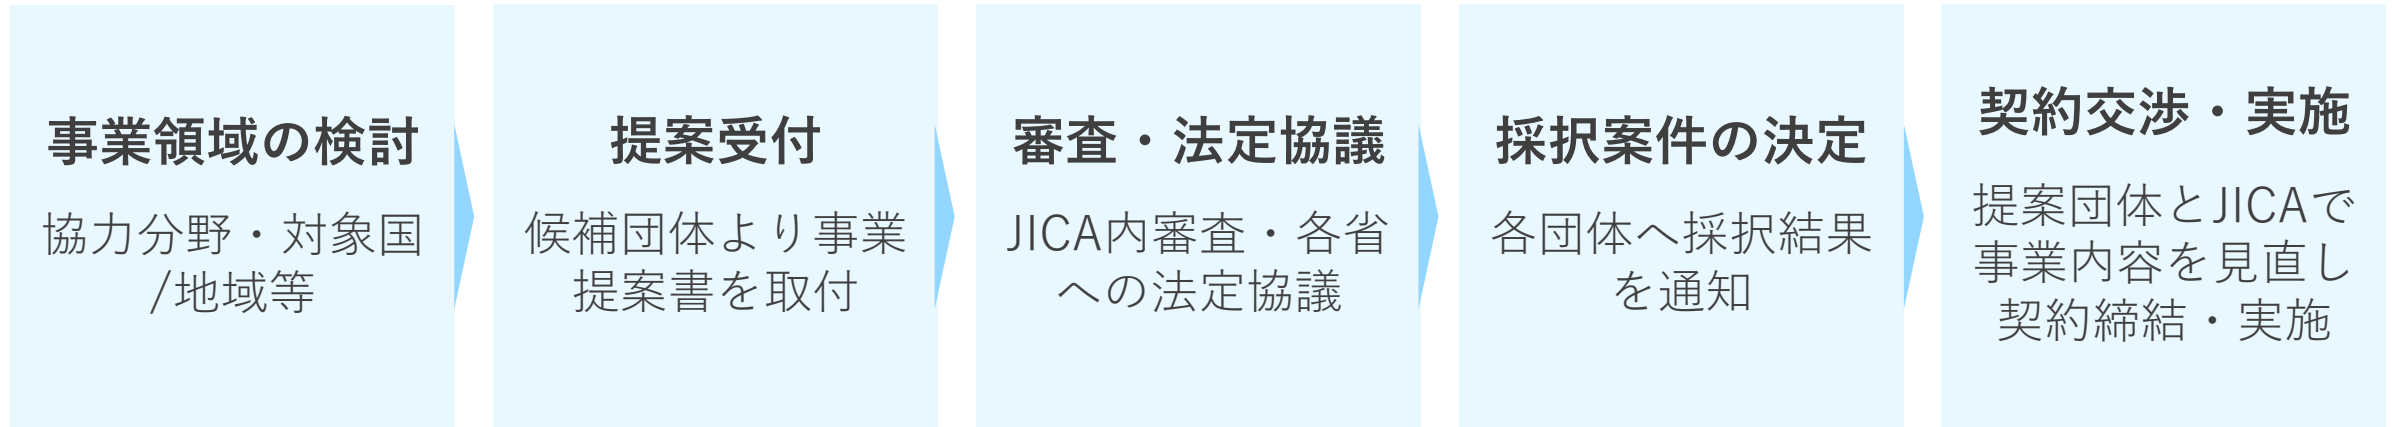 事業領域の検討
協力分野・対象国
/地域等
提案受付
候補団体より事業
提案書を取付
審査・法定協議
JICA内審査・各省
への法定協議
採択案件の決定
各団体へ採択結果
を通知
契約交渉・実施
提案団体とJICAで
事業内容を見直し
契約締結・実施